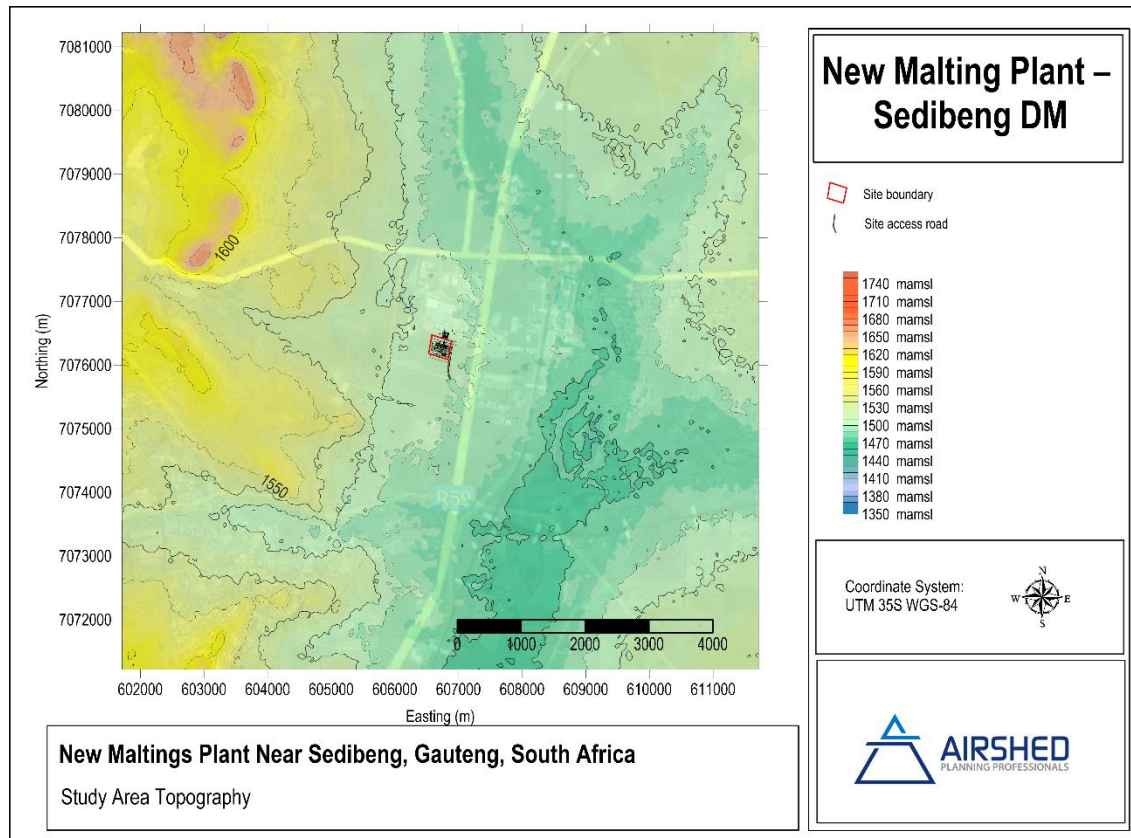 7081000
7080000
7079000
7078000
7077000
7076000
7075000
7074000
7073000
7072000
Northing (m)
1600
1550
R59
0 1000 2000 3000 4000
602000 603000 604000 605000 606000 607000 608000 609000 610000 611000
Easting (m)
New Maltings Plant Near Sedibeng, Gauteng, South Africa
Study Area Topography
New Malting Plant –
Sedibeng DM
Site boundary
Site access road
1740 mamsl
1710 mamsl
1680 mamsl
1650 mamsl
1620 mamsl
1590 mamsl
1560 mamsl
1530 mamsl
1500 mamsl
1470 mamsl
1440 mamsl
1410 mamsl
1380 mamsl
1350 mamsl
Coordinate System:
UTM 35S WGS-84
N
W E
S
AIRSHED
PLANNING PROFESSIONALS